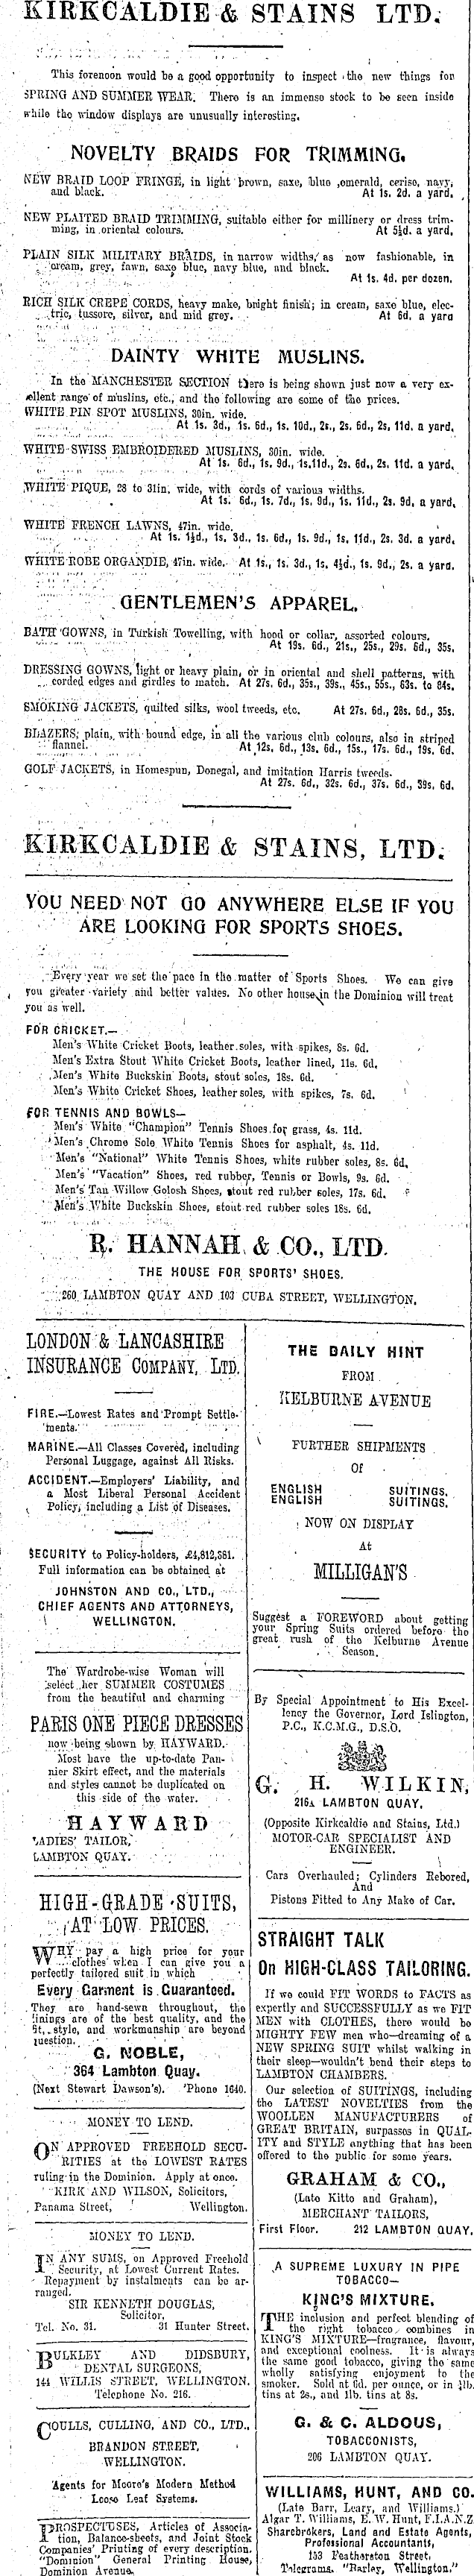 KIRKCALDIE & STAINS LTD.
This forenoon would be a good opportunity to inspect the new things for
SPRING AND SUMMER WEAR. There is an immense stock to be seen inside
while the window displays are unusually interesting.
NOVELTY BRAIDS FOR TRIMMING.
NEW BRAID LOOP FRINGE, in light brown, saxe, blue, emerald, cerise, navy,
and black. At 1s. 2d. a yard.
NEW PLAITED BRAID TRIMMING, suitable either for millinery or dress trim-
ming, in oriental colours. At 5½d. a yard.
PLAIN SILK MILITARY BRAIDS, in narrow widths, as now fashionable, in
cream, grey, fawn, saxe blue, navy blue, and black.
At 1s. 4d. per dozen.
RICH SILK CREPE CORDS, heavy make, bright finish; in cream, saxe blue, elec-
tric, tussore, silver, and mid grey. At 6d. a yard
DAINTY WHITE MUSLINS.
In the MANCHESTER SECTION there is being shown just now a very ex-
cellent range of muslins, etc., and the following are some of the prices.
WHITE PIN SPOT MUSLINS, 30in. wide.
At 1s. 3d., 1s. 6d., 1s. 10d., 2s., 2s. 6d., 2s. 11d. a yard.
WHITE SWISS EMBROIDERED MUSLINS, 30in. wide.
At 1s. 6d., 1s. 9d., 1s.11d., 2s. 6d., 2s. 11d. a yard.
WHITE PIQUE, 28 to 31in. wide, with cords of various widths.
At 1s. 6d., 1s. 7d., 1s. 9d., 1s. 11d., 2s. 9d. a yard.
WHITE FRENCH LAWNS, 47in. wide.
At 1s. 1½d., 1s. 3d., 1s. 6d., 1s. 9d., 1s. 11d., 2s. 3d. a yard.
WHITE ROBE ORGANDIE, 47in. wide. At 1s., 1s. 3d., 1s. 4½d., 1s. 9d., 2s. a yard.
GENTLEMEN'S APPAREL.
BATH GOWNS, in Turkish Towelling, with hood or collar, assorted colours.
At 19s. 6d., 21s., 25s., 29s. 6d., 35s.
DRESSING GOWNS, light or heavy plain, or in oriental and shell patterns, with
corded edges and girdles to match. At 27s. 6d., 35s., 39s., 45s., 55s., 63s. to 84s.
SMOKING JACKETS, quilted silks, wool tweeds, etc. At 27s. 6d., 28s. 6d., 35s.
BLAZERS, plain, with bound edge, in all the various club colours, also in striped
flannel. At 12s. 6d., 13s. 6d., 15s., 17s. 6d., 19s. 6d.
GOLF JACKETS, in Homespun, Donegal, and imitation Harris tweeds.
At 27s. 6d., 32s. 6d., 37s. 6d., 39s. 6d.
KIRKCALDIE & STAINS, LTD.
YOU NEED NOT GO ANYWHERE ELSE IF YOU
ARE LOOKING FOR SPORTS SHOES.
Every year we set the pace in the matter of Sports Shoes. We can give
you greater variety and better values. No other house in the Dominion will treat
you as well.
FOR CRICKET.—
Men's White Cricket Boots, leather soles, with spikes, 8s. 6d.
Men's Extra Stout White Cricket Boots, leather lined, 11s. 6d.
Men's White Buckskin Boots, stout soles, 18s. 6d.
Men's White Cricket Shoes, leather soles, with spikes, 7s. 6d.
FOR TENNIS AND BOWLS—
Men's White "Champion" Tennis Shoes for grass, 4s. 11d.
Men's Chrome Sole White Tennis Shoes for asphalt, 4s. 11d.
Men's "National" White Tennis Shoes, white rubber soles, 8s. 6d.
Men's "Vacation" Shoes, red rubber, Tennis or Bowls, 9s. 6d.
Men's Tan Willow Golosh Shoes, stout red rubber soles, 17s. 6d.
Men's White Buckskin Shoes, stout red rubber soles 18s. 6d.
R. HANNAH & CO., LTD.
THE HOUSE FOR SPORTS' SHOES.
260 LAMBTON QUAY AND 103 CUBA STREET, WELLINGTON.
LONDON & LANCASHIRE
INSURANCE COMPANY, LTD.
FIRE.—Lowest Rates and Prompt Settle-
ments.
MARINE.—All Classes Covered, including
Personal Luggage, against All Risks.
ACCIDENT.—Employers' Liability, and
a Most Liberal Personal Accident
Policy, including a List of Diseases.
SECURITY to Policy-holders, £4,812,381.
Full information can be obtained at
JOHNSTON AND CO., LTD.,
CHIEF AGENTS AND ATTORNEYS,
WELLINGTON.
The Wardrobe-wise Woman will
select her SUMMER COSTUMES
from the beautiful and charming
PARIS ONE PIECE DRESSES
now being shown by HAYWARD.
Most have the up-to-date Pan-
nier Skirt effect, and the materials
and styles cannot be duplicated on
this side of the water.
HAYWARD
LADIES' TAILOR,
LAMBTON QUAY.
HIGH-GRADE SUITS,
AT LOW PRICES.
WHY pay a high price for your
clothes when I can give you a
perfectly tailored suit in which
Every Garment is Guaranteed.
They are hand-sewn throughout, the
linings are of the best quality, and the
fit, style, and workmanship are beyond
question.
G. NOBLE,
364 Lambton Quay.
(Next Stewart Dawson's). 'Phone 1640.
MONEY TO LEND.
ON APPROVED FREEHOLD SECU-
RITIES at the LOWEST RATES
ruling in the Dominion. Apply at once.
KIRK AND WILSON, Solicitors,
Panama Street, Wellington.
MONEY TO LEND.
IN ANY SUMS, on Approved Freehold
Security, at Lowest Current Rates.
Repayment by instalments can be ar-
ranged.
SIR KENNETH DOUGLAS,
Solicitor,
Tel. No. 31. 31 Hunter Street.
BULKLEY AND DIDSBURY,
DENTAL SURGEONS,
144 WILLIS STREET, WELLINGTON.
Telephone No. 216.
COULLS, CULLING, AND CO., LTD.,
BRANDON STREET,
WELLINGTON.
Agents for Moore's Modern Method
Loose Leaf Systems.
PROSPECTUSES, Articles of Associa-
tion, Balance-sheets, and Joint Stock
Companies' Printing of every description.
"Dominion" General Printing House,
Dominion Avenue.
THE DAILY HINT
FROM
KELBURNE AVENUE
FURTHER SHIPMENTS
Of
ENGLISH SUITINGS.
ENGLISH SUITINGS.
NOW ON DISPLAY
At
MILLIGAN'S
Suggest a FOREWORD about getting
your Spring Suits ordered before the
great rush of the Kelburne Avenue
Season.
By Special Appointment to His Excel-
lency the Governor, Lord Islington,
P.C., K.C.M.G., D.S.O.
G. H. WILKIN,
216A LAMBTON QUAY.
(Opposite Kirkcaldie and Stains, Ltd.)
MOTOR-CAR SPECIALIST AND
ENGINEER.
Cars Overhauled; Cylinders Rebored,
And
Pistons Fitted to Any Make of Car.
STRAIGHT TALK
On HIGH-CLASS TAILORING.
If we could FIT WORDS to FACTS as
expertly and SUCCESSFULLY as we FIT
MEN with CLOTHES, there would be
MIGHTY FEW men who—dreaming of a
NEW SPRING SUIT whilst walking in
their sleep—wouldn't bend their steps to
LAMBTON CHAMBERS.
Our selection of SUITINGS, including
the LATEST NOVELTIES from the
WOOLLEN MANUFACTURERS of
GREAT BRITAIN, surpasses in QUAL-
ITY and STYLE anything that has been
offered to the public for some years.
GRAHAM & CO.,
(Late Kitto and Graham),
MERCHANT TAILORS,
First Floor. 212 LAMBTON QUAY.
A SUPREME LUXURY IN PIPE
TOBACCO—
KING'S MIXTURE.
THE inclusion and perfect blending of
the right tobacco combines in
KING'S MIXTURE—fragrance, flavour,
and exceptional coolness. It is always
the same good tobacco, giving the same
wholly satisfying enjoyment to the
smoker. Sold at 6d. per ounce, or in ¼lb.
tins at 2s., and 1lb. tins at 8s.
G. & C. ALDOUS,
TOBACCONISTS,
206 LAMBTON QUAY.
WILLIAMS, HUNT, AND CO.
(Late Barr, Leary, and Williams.)
Algar T. Williams, E. W. Hunt, F.I.A.N.Z.
Sharebrokers, Land and Estate Agents,
Professional Accountants,
153 Featherston Street,
Telegrams, "Barley, Wellington."